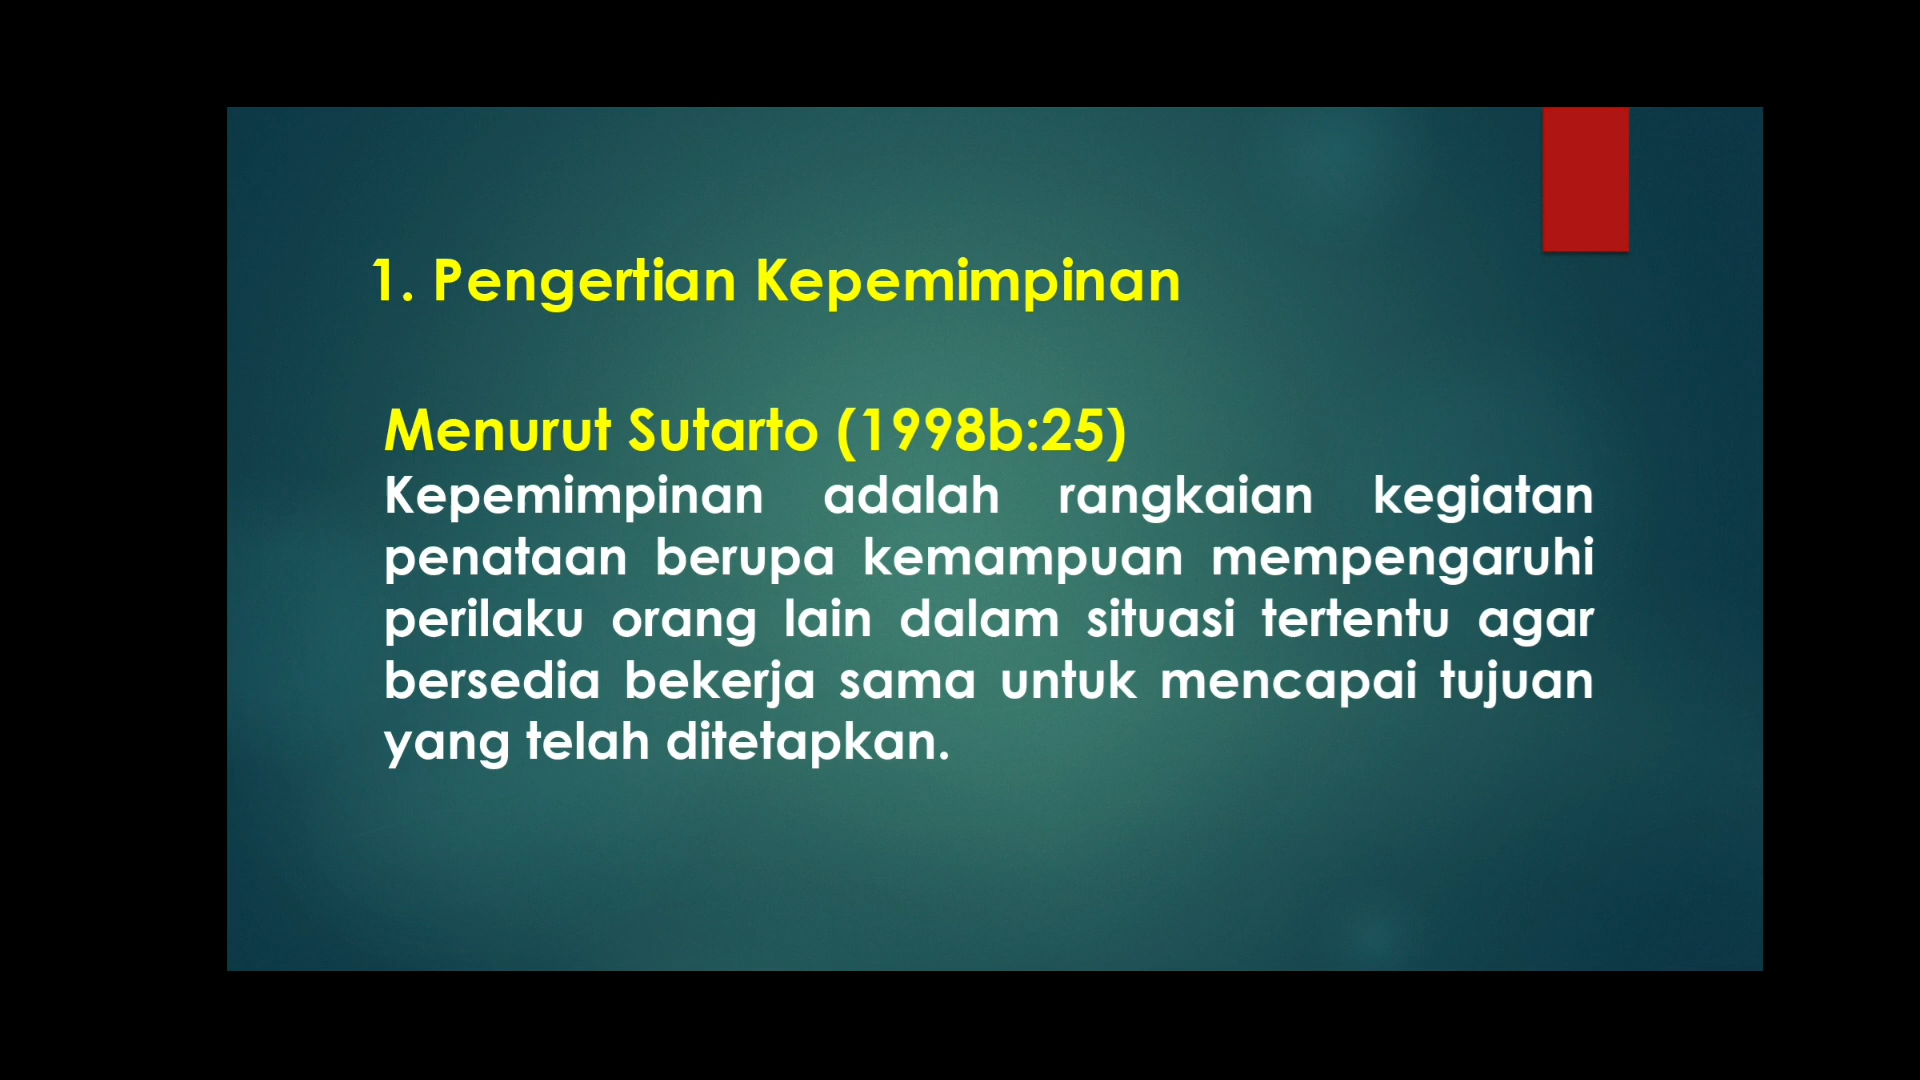 1. Pengertian Kepemimpinan
Menurut Sutarto (1998b:25)
Kepemimpinan adalah rangkaian kegiatan
penataan berupa kemampuan mempengaruhi
perilaku orang lain dalam situasi tertentu agar
bersedia bekerja sama untuk mencapai tujuan
yang telah ditetapkan.